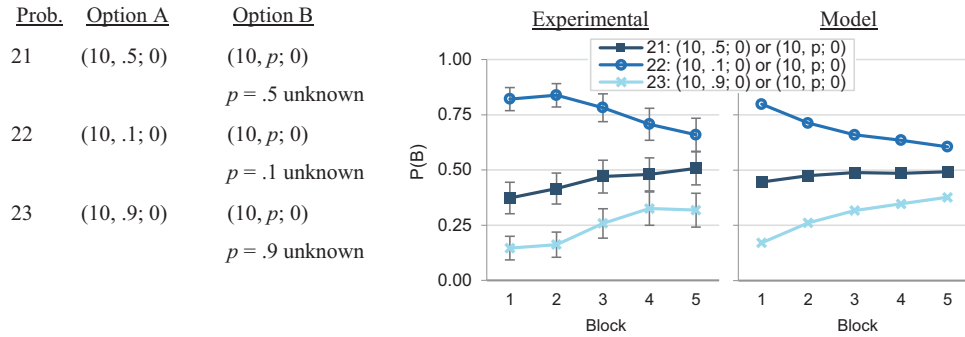 Prob. Option A Option B
21 (10, .5; 0) (10, p; 0)
p = .5 unknown
22 (10, .1; 0) (10, p; 0)
p = .1 unknown
23 (10, .9; 0) (10, p; 0)
p = .9 unknown
Experimental Model
21: (10, .5; 0) or (10, p; 0)
22: (10, .1; 0) or (10, p; 0)
23: (10, .9; 0) or (10, p; 0)
P(B)
1.00
0.75
0.50
0.25
0.00
1 2 3 4 5 1 2 3 4 5
Block Block